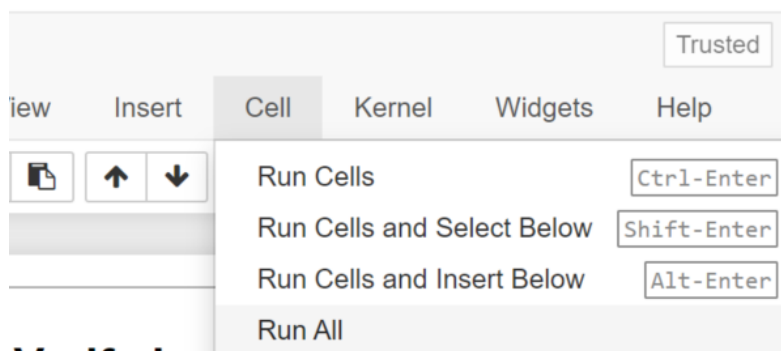 Trusted
iew Insert Cell Kernel Widgets Help
Run Cells Ctrl-Enter
Run Cells and Select Below Shift-Enter
Run Cells and Insert Below Alt-Enter
Run All